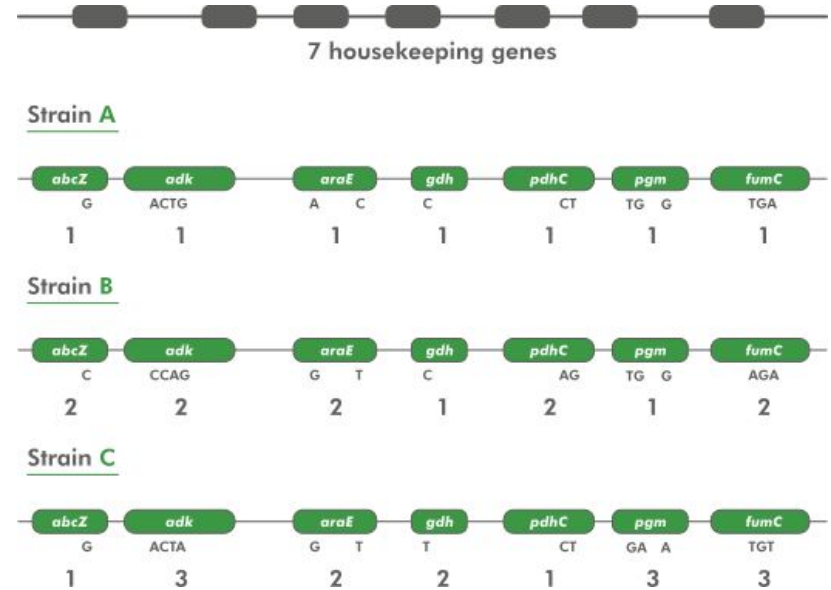 7 housekeeping genes
Strain A
abcZ adk araE gdh pdhC pgm fumC
G ACTG A C C CT TG G TGA
1 1 1 1 1 1 1
Strain B
abcZ adk araE gdh pdhC pgm fumC
C CCAG G T C AG TG G AGA
2 2 2 1 2 1 2
Strain C
abcZ adk araE gdh pdhC pgm fumC
G ACTA G T T CT GA A TGT
1 3 2 2 1 3 3